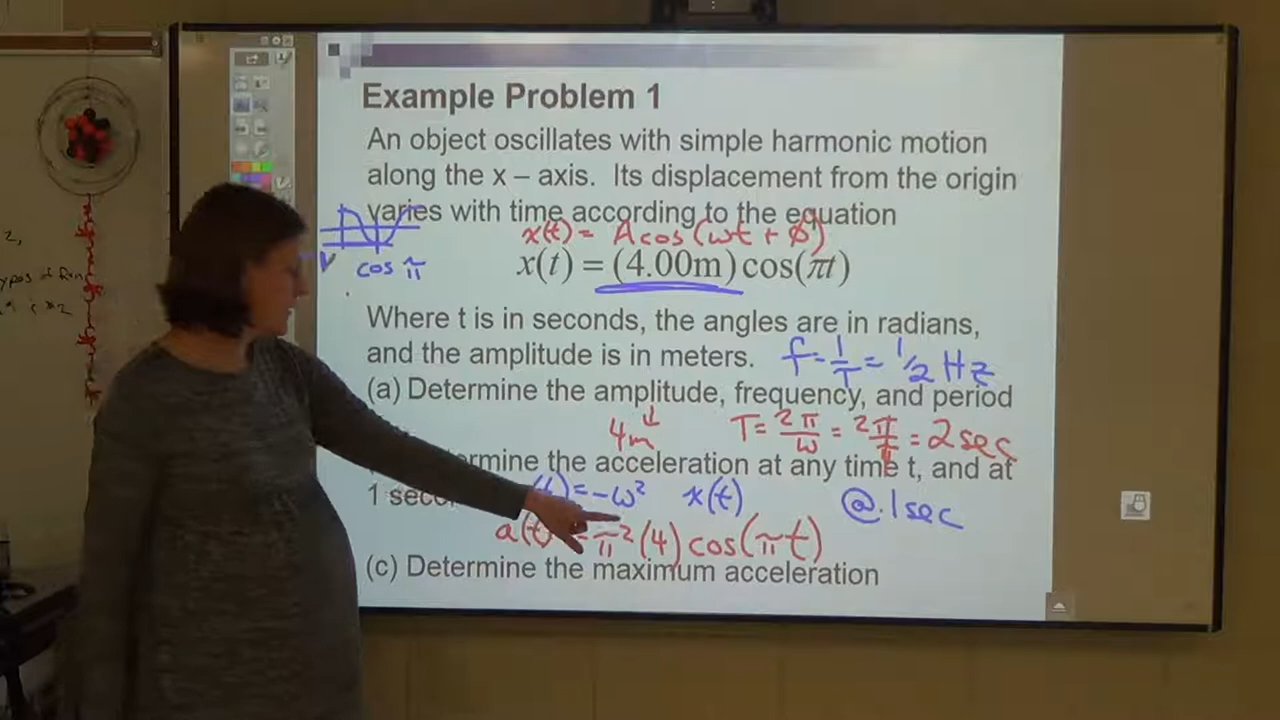 Example Problem 1
An object oscillates with simple harmonic motion
along the x – axis. Its displacement from the origin
varies with time according to the equation
x(t) = A cos(ωt + φ)
x(t) = (4.00m) cos(πt)
cos π
Where t is in seconds, the angles are in radians,
and the amplitude is in meters.
f = 1/T = 1/2 Hz
(a) Determine the amplitude, frequency, and period
4m
T = 2π/ω = 2π/π = 2 sec
the acceleration at any time t, and at
1
= -ω² x(t)
@ 1 sec
a(t) π² (4) cos(πt)
(c) Determine the maximum acceleration